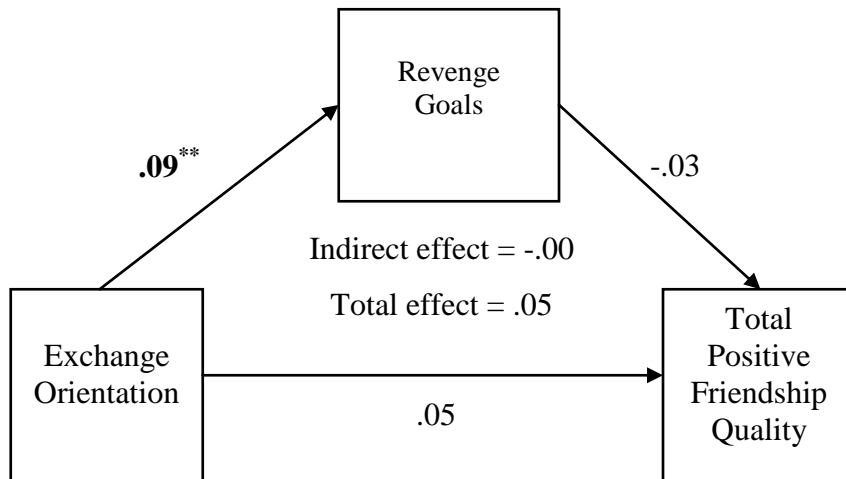 Revenge
Goals
.09**
-.03
Indirect effect = -.00
Total effect = .05
Exchange
Orientation
Total
Positive
Friendship
Quality
.05